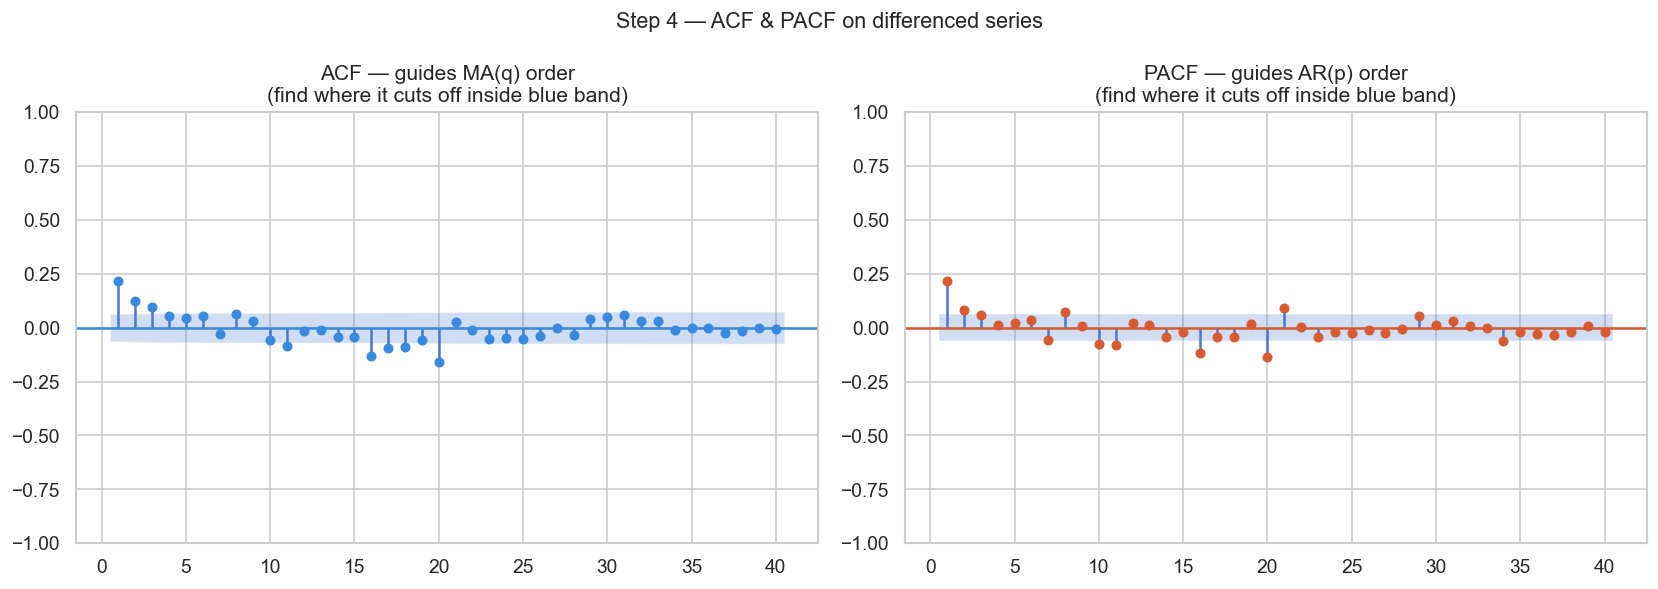 Step 4 — ACF & PACF on differenced series
ACF — guides MA(q) order
(find where it cuts off inside blue band)
1.00
0.75
0.50
0.25
0.00
−0.25
−0.50
−0.75
−1.00
0 5 10 15 20 25 30 35 40
PACF — guides AR(p) order
(find where it cuts off inside blue band)
1.00
0.75
0.50
0.25
0.00
−0.25
−0.50
−0.75
−1.00
0 5 10 15 20 25 30 35 40